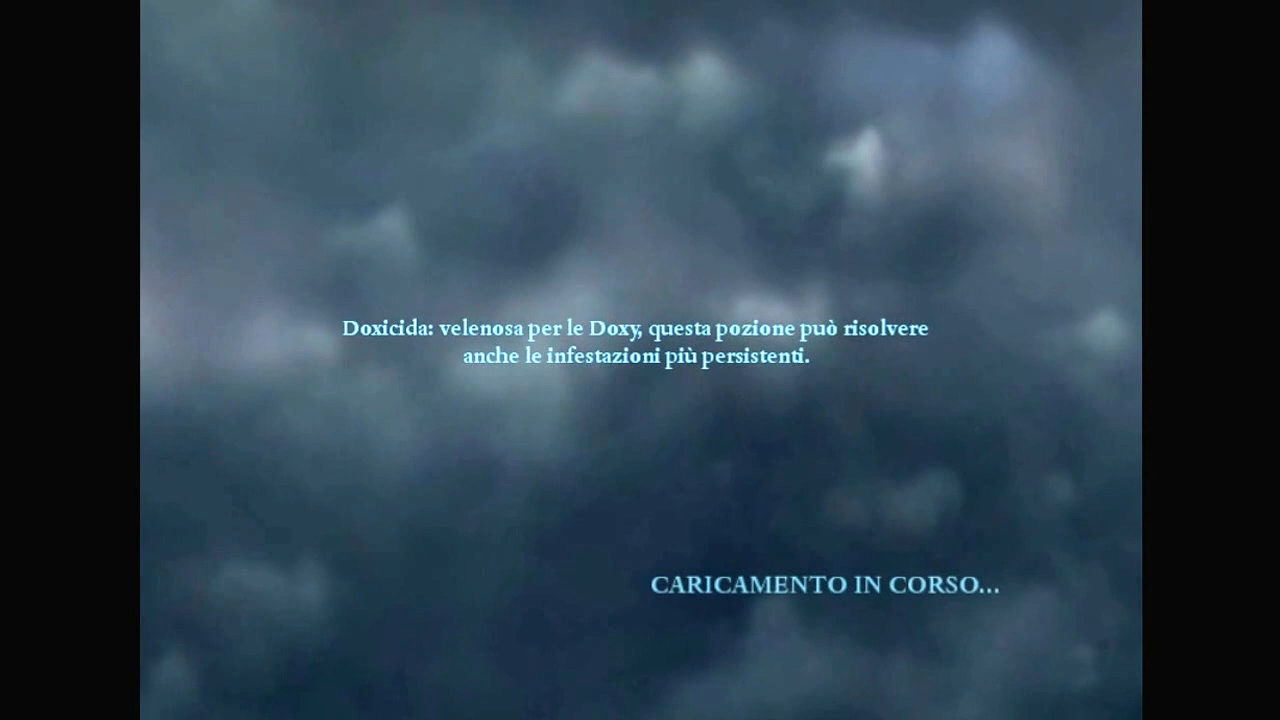 Doxicida: velenosa per le Doxy, questa pozione può risolvere
anche le infestazioni più persistenti.
CARICAMENTO IN CORSO...